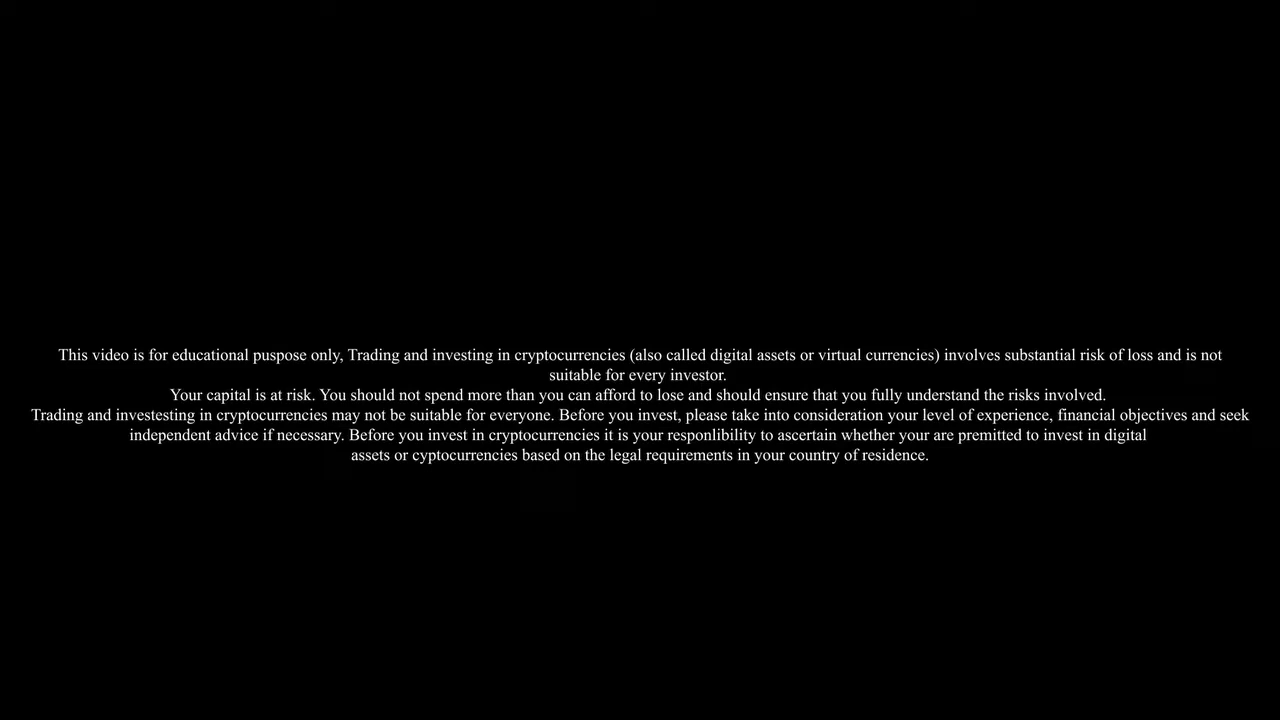 This video is for educational puspose only, Trading and investing in cryptocurrencies (also called digital assets or virtual currencies) involves substantial risk of loss and is not
suitable for every investor.
Your capital is at risk. You should not spend more than you can afford to lose and should ensure that you fully understand the risks involved.
Trading and investesting in cryptocurrencies may not be suitable for everyone. Before you invest, please take into consideration your level of experience, financial objectives and seek
independent advice if necessary. Before you invest in cryptocurrencies it is your responlibility to ascertain whether your are premitted to invest in digital
assets or cyptocurrencies based on the legal requirements in your country of residence.